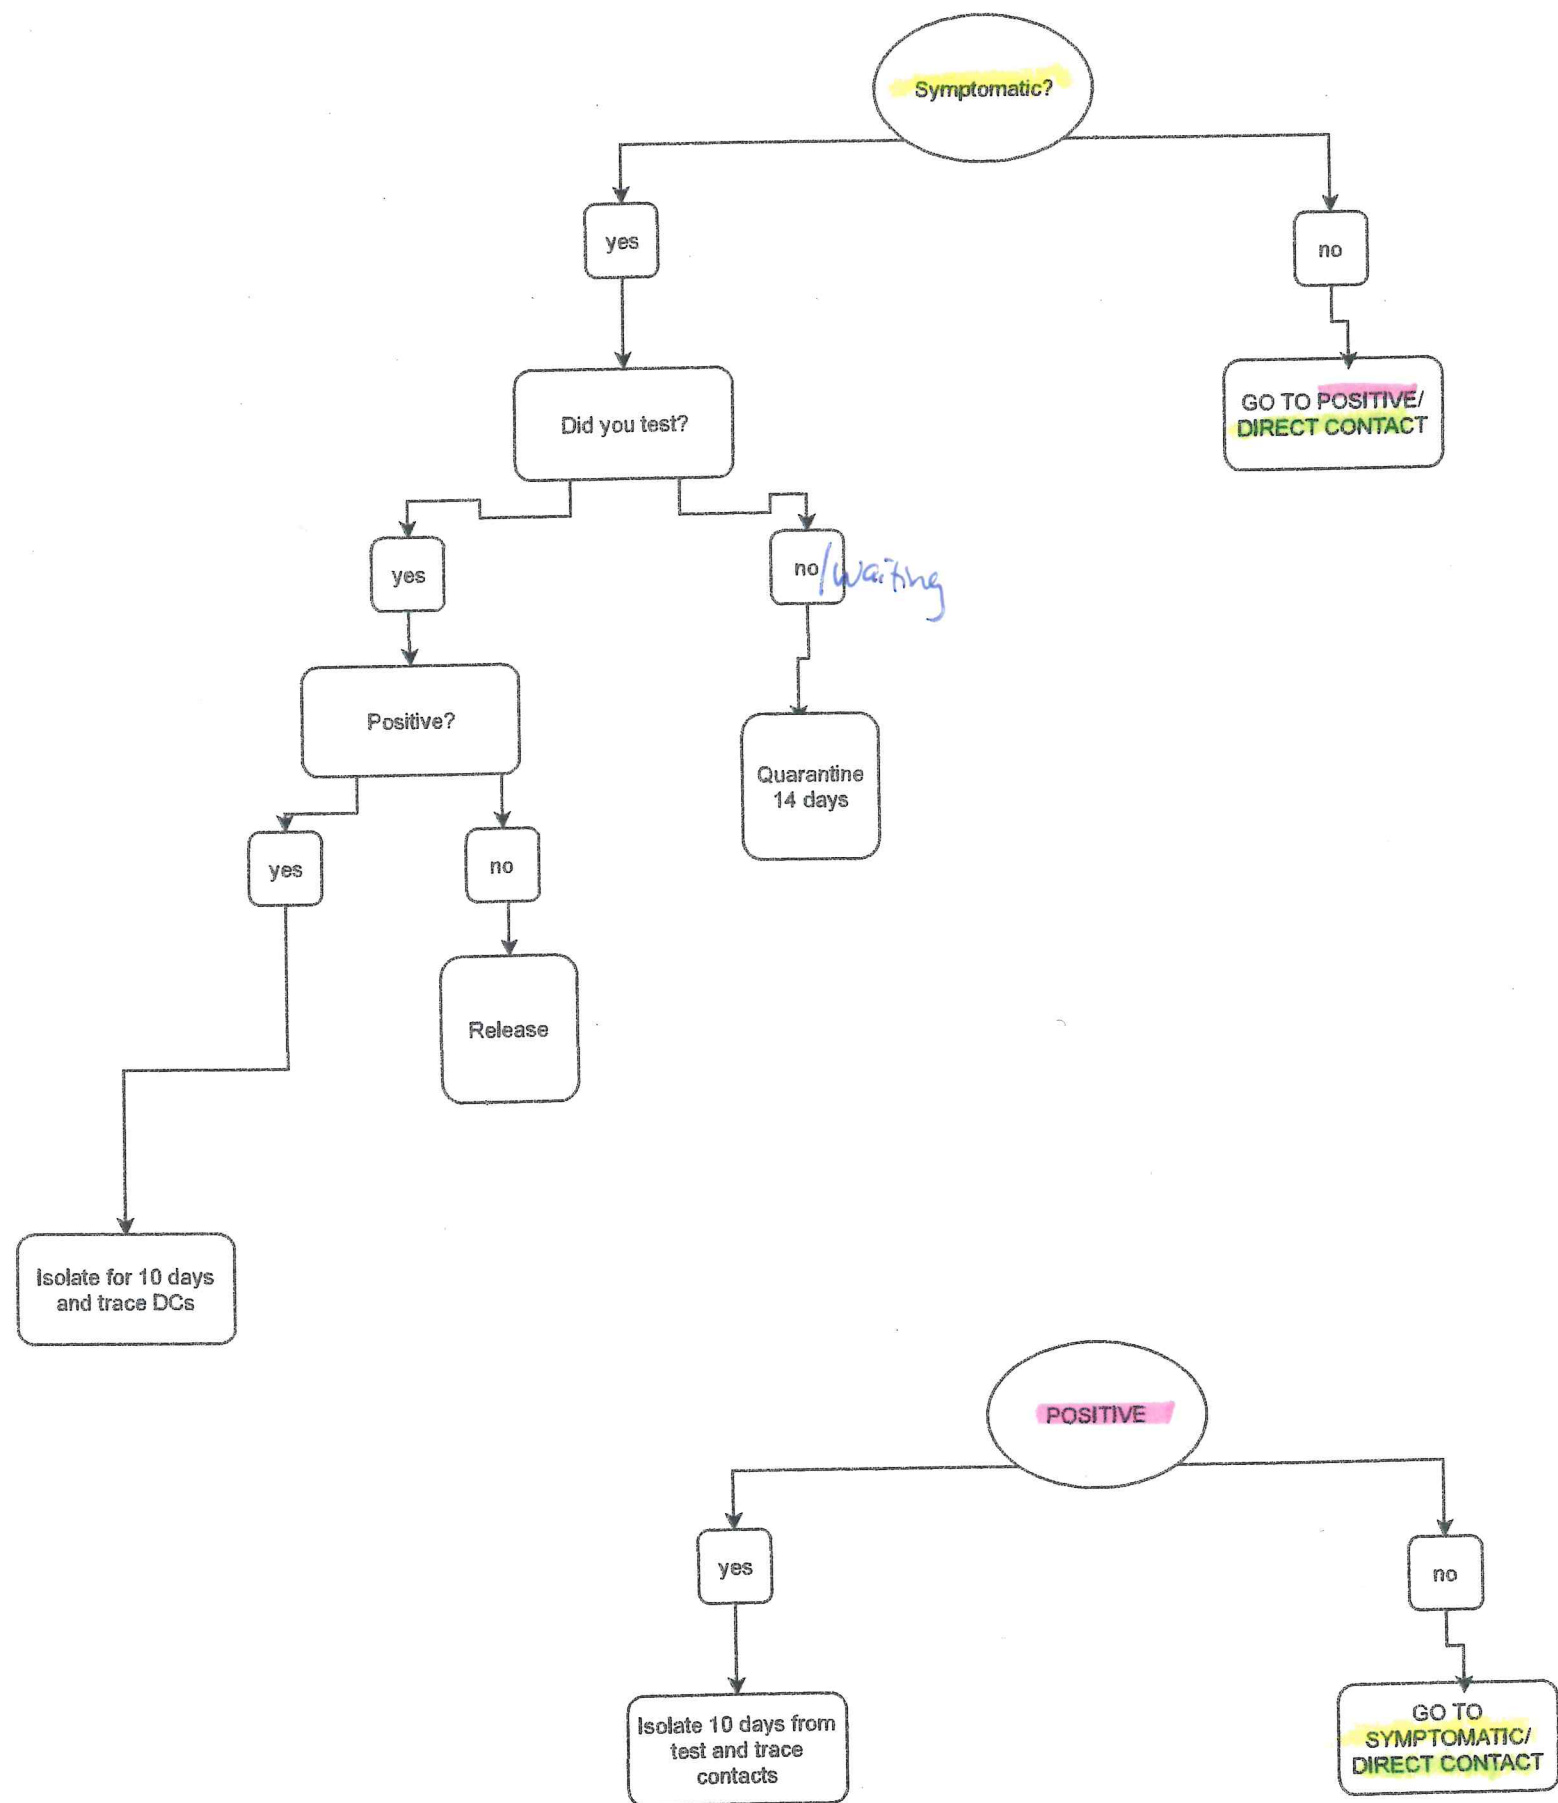 Symptomatic?
yes
no
Did you test?
GO TO POSITIVE/
DIRECT CONTACT
yes
no/waiting
Positive?
Quarantine
14 days
yes
no
Release
Isolate for 10 days
and trace DCs
POSITIVE
yes
no
Isolate 10 days from
test and trace
contacts
GO TO
SYMPTOMATIC/
DIRECT CONTACT